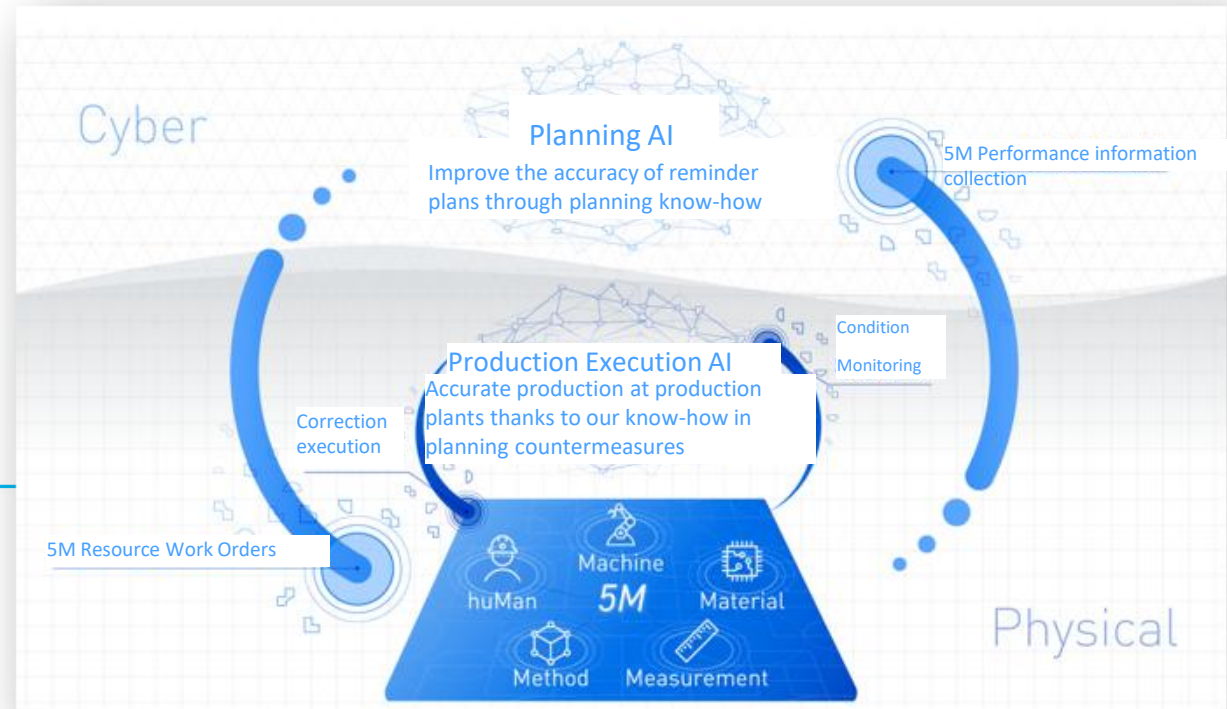 Cyber
Planning AI
Improve the accuracy of reminder
plans through planning know-how
5M Performance information
collection
Condition
Monitoring
Production Execution AI
Accurate production at production
plants thanks to our know-how in
planning countermeasures
Correction
execution
5M Resource Work Orders
Machine
huMan
5M
Material
Method
Measurement
Physical